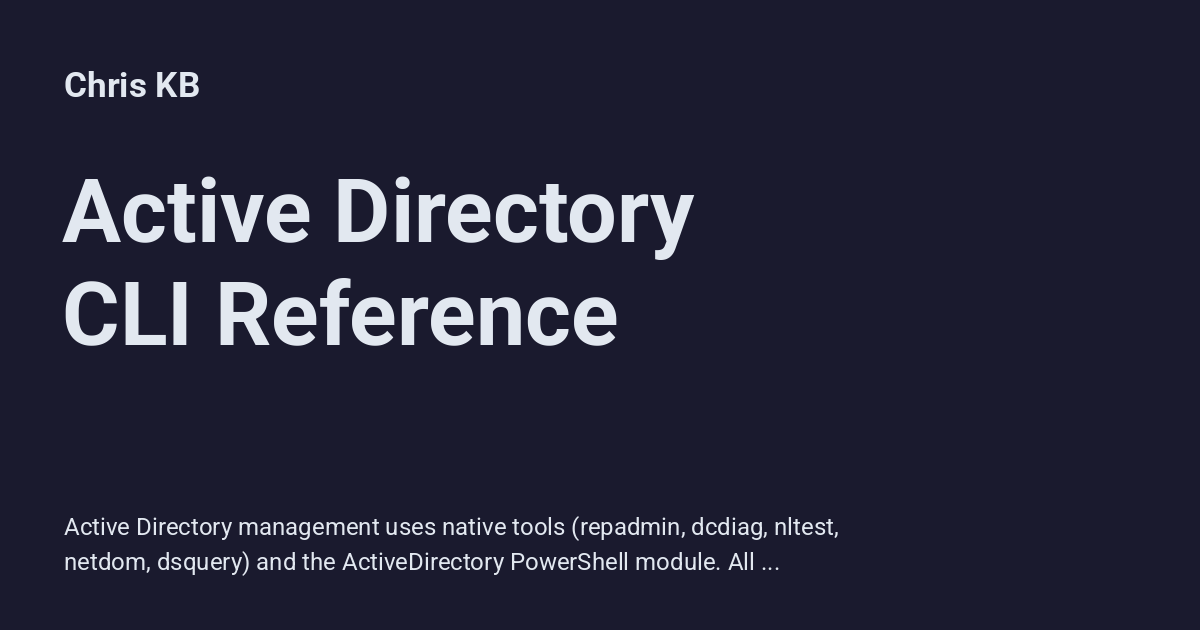 Chris KB
Active Directory
CLI Reference
Active Directory management uses native tools (repadmin, dcdiag, nltest,
netdom, dsquery) and the ActiveDirectory PowerShell module. All ...